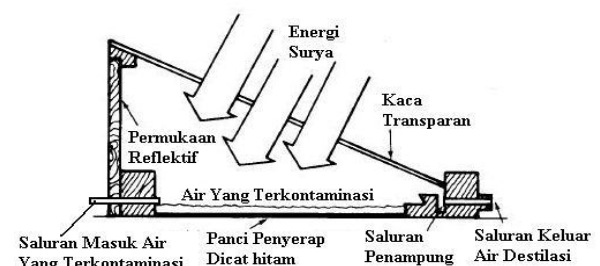 Energi
Surya
Kaca
Transparan
Permukaan
Reflektif
Air Yang Terkontaminasi
Saluran Masuk Air
Yang Terkontaminasi
Panci Penyerap
Dicat hitam
Saluran
Penampung
Saluran Keluar
Air Destilasi